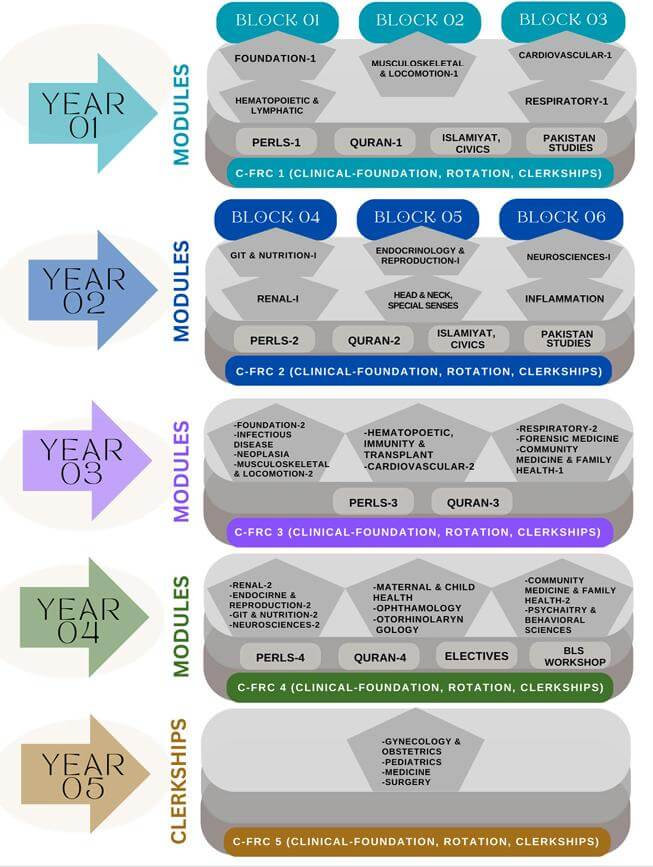 BLOCK 01
BLOCK 02
BLOCK 03
YEAR
01
MODULES
FOUNDATION-1
MUSCULOSKELETAL
& LOCOMOTION-1
CARDIOVASCULAR-1
HEMATOPOIETIC &
LYMPHATIC
RESPIRATORY-1
PERLS-1
QURAN-1
ISLAMIYAT,
CIVICS
PAKISTAN
STUDIES
C-FRC 1 (CLINICAL-FOUNDATION, ROTATION, CLERKSHIPS)
BLOCK 04
BLOCK 05
BLOCK 06
YEAR
02
MODULES
GIT & NUTRITION-I
ENDOCRINOLOGY &
REPRODUCTION-I
NEUROSCIENCES-I
RENAL-I
HEAD & NECK,
SPECIAL SENSES
INFLAMMATION
PERLS-2
QURAN-2
ISLAMIYAT,
CIVICS
PAKISTAN
STUDIES
C-FRC 2 (CLINICAL-FOUNDATION, ROTATION, CLERKSHIPS)
YEAR
03
MODULES
-FOUNDATION-2
-INFECTIOUS
DISEASE
-NEOPLASIA
-MUSCULOSKELETAL
& LOCOMOTION-2
-HEMATOPOETIC,
IMMUNITY &
TRANSPLANT
-CARDIOVASCULAR-2
-RESPIRATORY-2
-FORENSIC MEDICINE
-COMMUNITY
MEDICINE & FAMILY
HEALTH-1
PERLS-3
QURAN-3
C-FRC 3 (CLINICAL-FOUNDATION, ROTATION, CLERKSHIPS)
YEAR
04
MODULES
-RENAL-2
-ENDOCIRNE &
REPRODUCTION-2
-GIT & NUTRITION-2
-NEUROSCIENCES-2
-MATERNAL & CHILD
HEALTH
-OPHTHAMOLOGY
-OTORHINOLARYN
GOLOGY
-COMMUNITY
MEDICINE & FAMILY
HEALTH-2
-PSYCHAITRY &
BEHAVIORAL
SCIENCES
PERLS-4
QURAN-4
ELECTIVES
BLS
WORKSHOP
C-FRC 4 (CLINICAL-FOUNDATION, ROTATION, CLERKSHIPS)
YEAR
05
CLERKSHIPS
-GYNECOLOGY &
OBSTETRICS
-PEDIATRICS
-MEDICINE
-SURGERY
C-FRC 5 (CLINICAL-FOUNDATION, ROTATION, CLERKSHIPS)